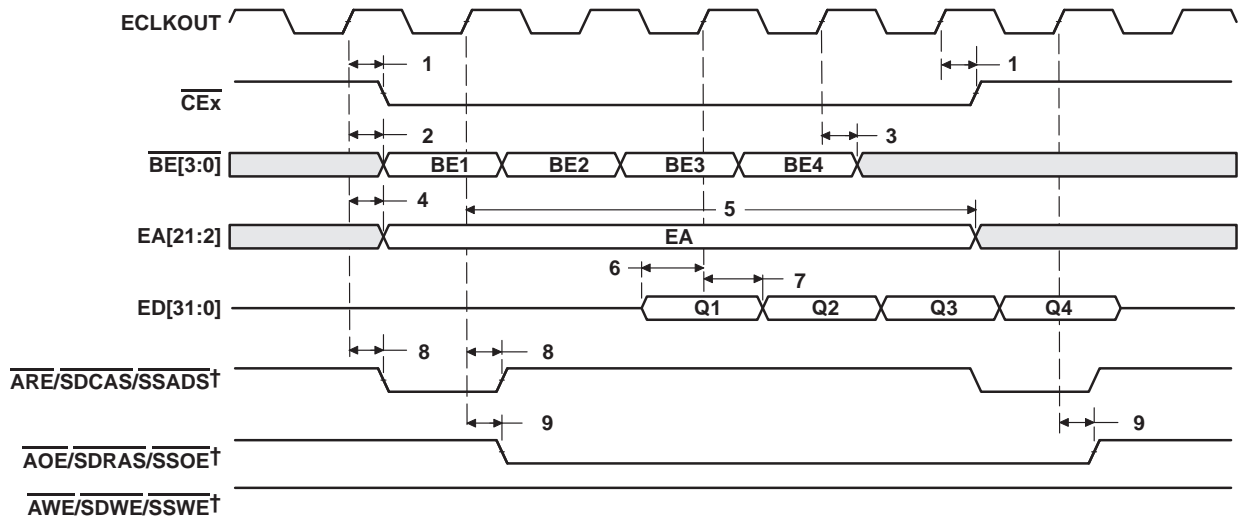 ECLKOUT
1
1
CEx
2
3
BE[3:0]
BE1
BE2
BE3
BE4
4
5
EA[21:2]
EA
6
7
ED[31:0]
Q1
Q2
Q3
Q4
8
8
ARE/SDCAS/SSADS†
9
9
AOE/SDRAS/SSOE†
AWE/SDWE/SSWE†